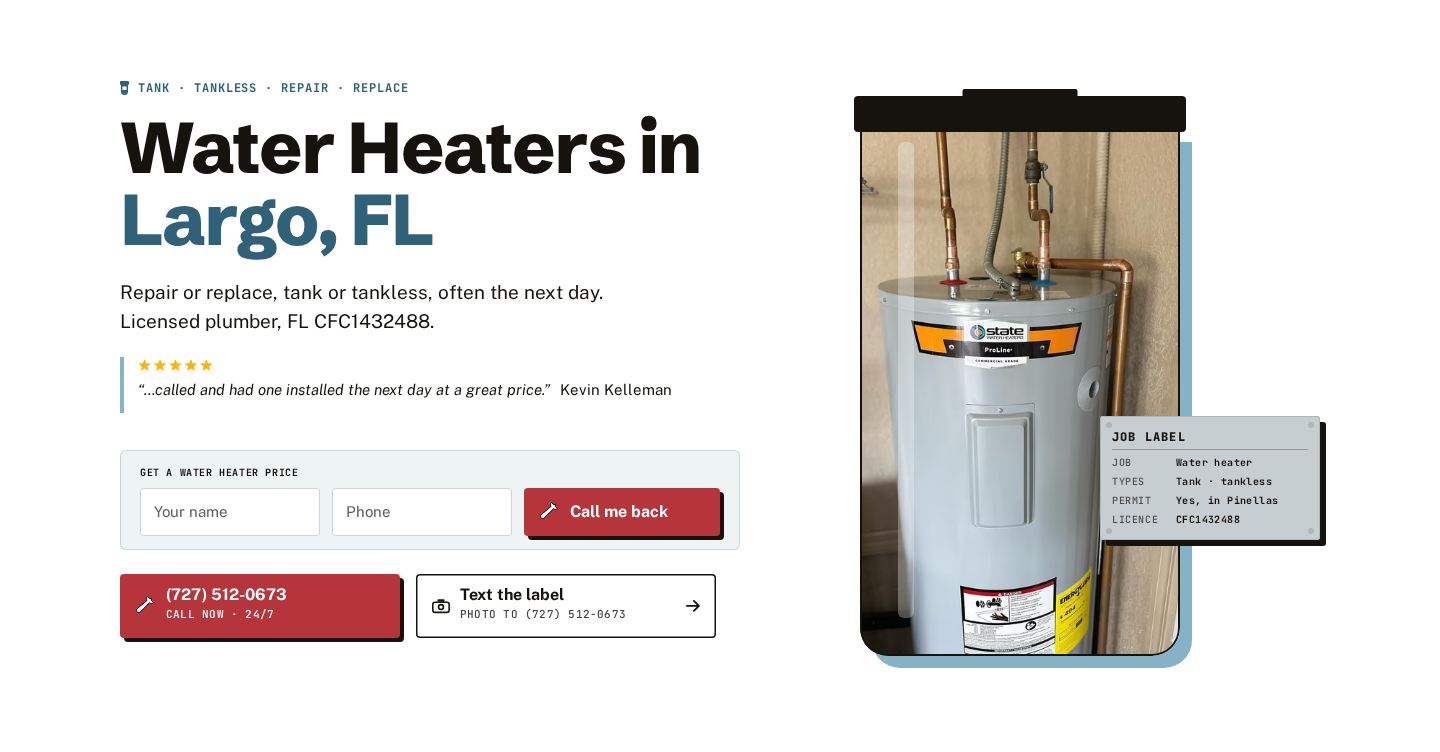 TANK · TANKLESS · REPAIR · REPLACE
Water Heaters in
Largo, FL
Repair or replace, tank or tankless, often the next day.
Licensed plumber, FL CFC1432488.
“...called and had one installed the next day at a great price.” Kevin Kelleman
GET A WATER HEATER PRICE
Your name
Phone
Call me back
(727) 512-0673
CALL NOW · 24/7
Text the label
PHOTO TO (727) 512-0673
state
WATER HEATERS
ProLine
COMMERCIAL GRADE
JOB LABEL
JOB Water heater
TYPES Tank · tankless
PERMIT Yes, in Pinellas
LICENCE CFC1432488